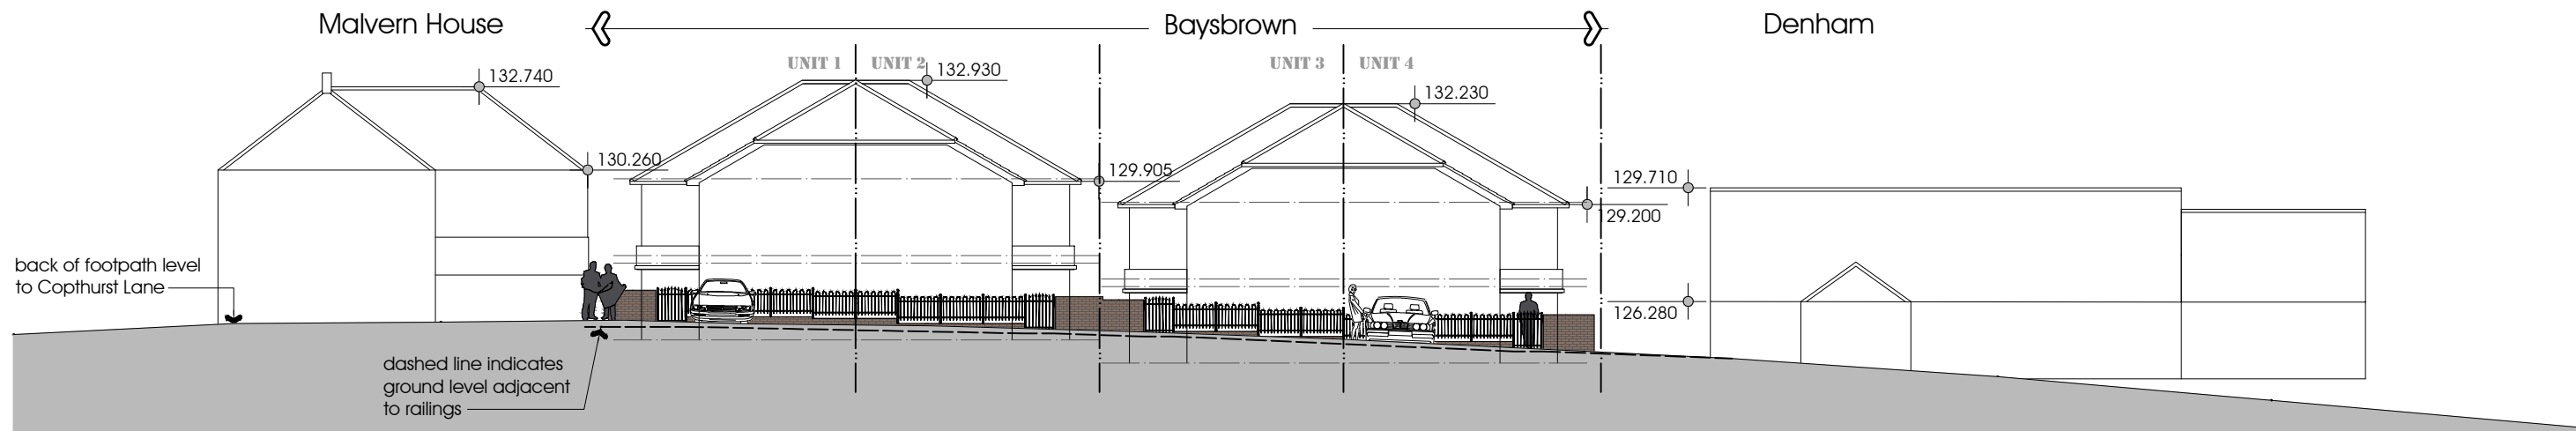 Malvern House
Baysbrown
Denham
UNIT 1
UNIT 2
UNIT 3
UNIT 4
132.740
132.930
132.230
130.260
129.905
129.710
129.200
126.280
back of footpath level
to Copthurst Lane
dashed line indicates
ground level adjacent
to railings